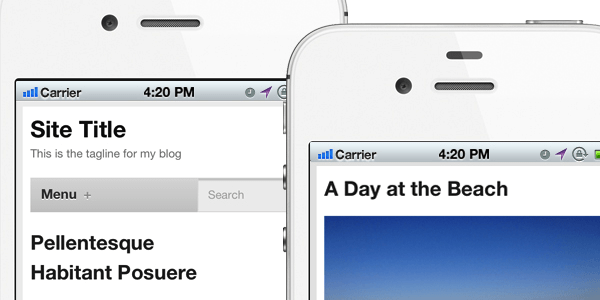 Carrier 4:20 PM
Site Title
This is the tagline for my blog
Menu + Search
Pellentesque
Habitant Posuere
Carrier 4:20 PM
A Day at the Beach